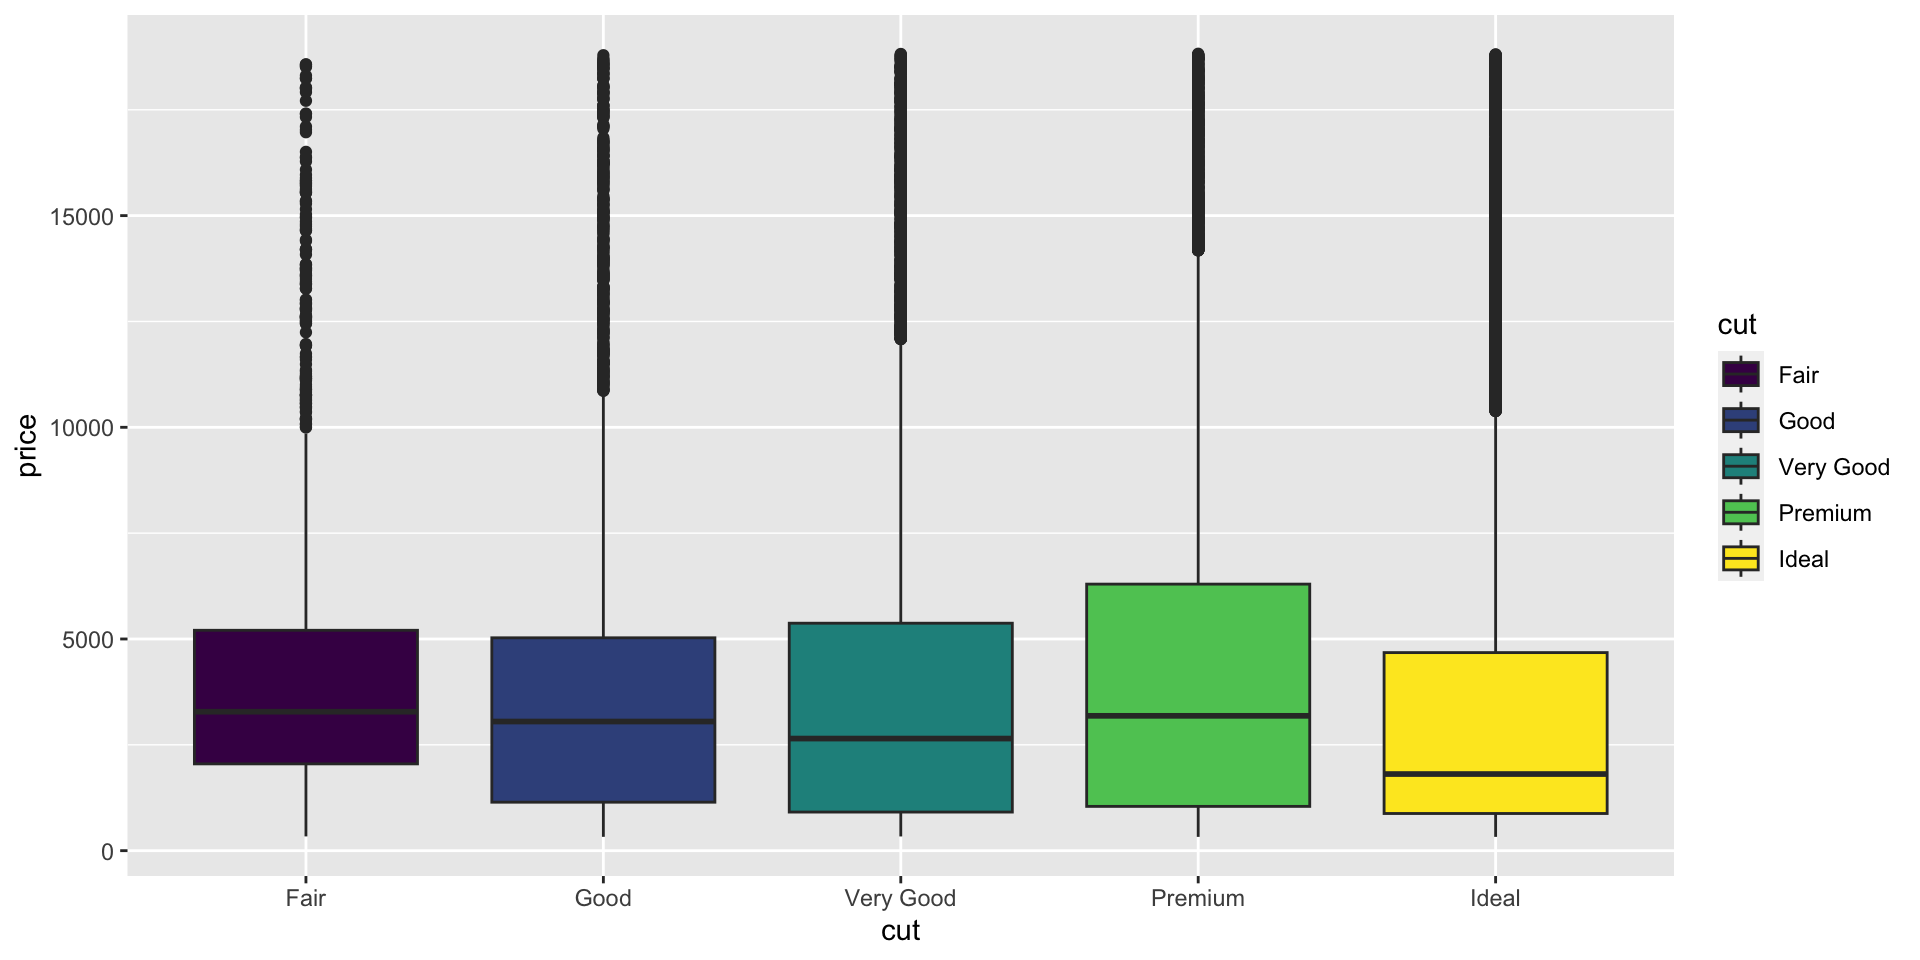 price
15000
10000
5000
0
Fair
Good
Very Good
Premium
Ideal
cut
cut
Fair
Good
Very Good
Premium
Ideal